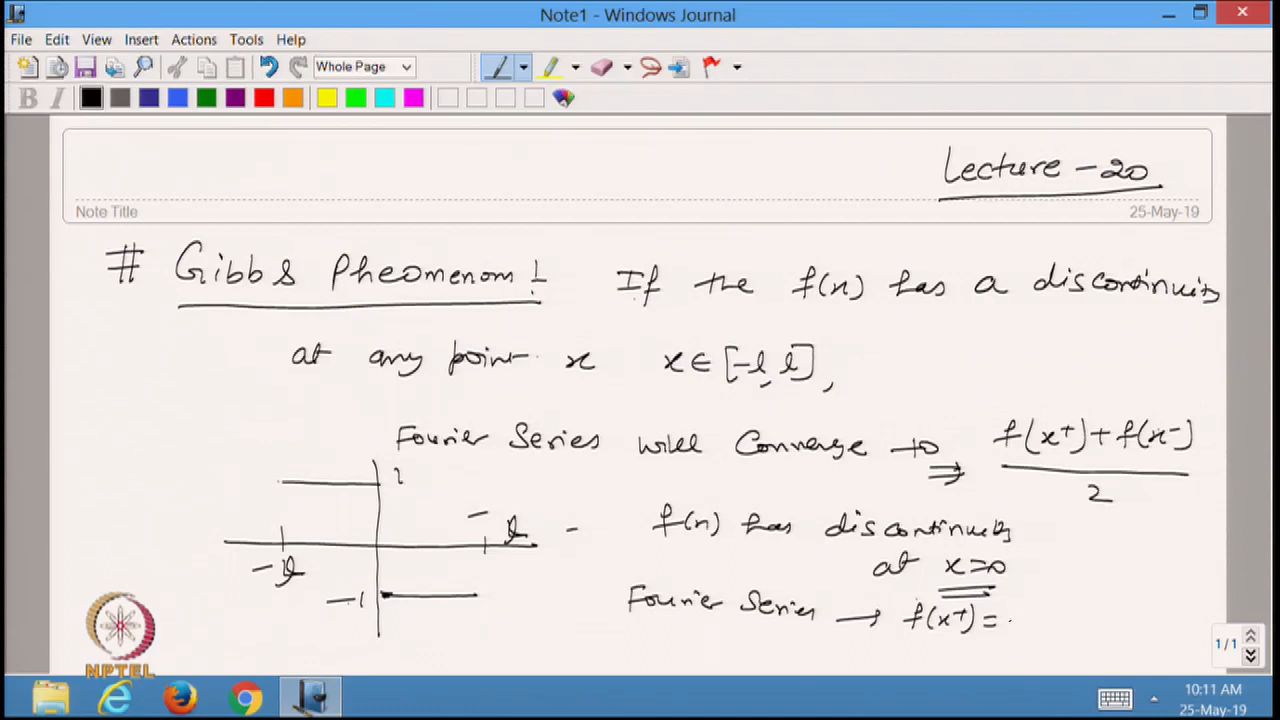 Note1 - Windows Journal
File Edit View Insert Actions Tools Help
Whole Page
B I
Lecture - 20
Note Title
25-May-19
# Gibbs Pheomenom! If the f(x) has a discontinuity
at any point x x ∈ [-l, l],
Fourier Series will Converge to ⇒ f(x+) + f(x-) / 2
1
-l l - f(x) has discontinuity
at x=0
-1
Fourier Series → f(x+) =
NPTEL
1/1
10:11 AM
25-May-19